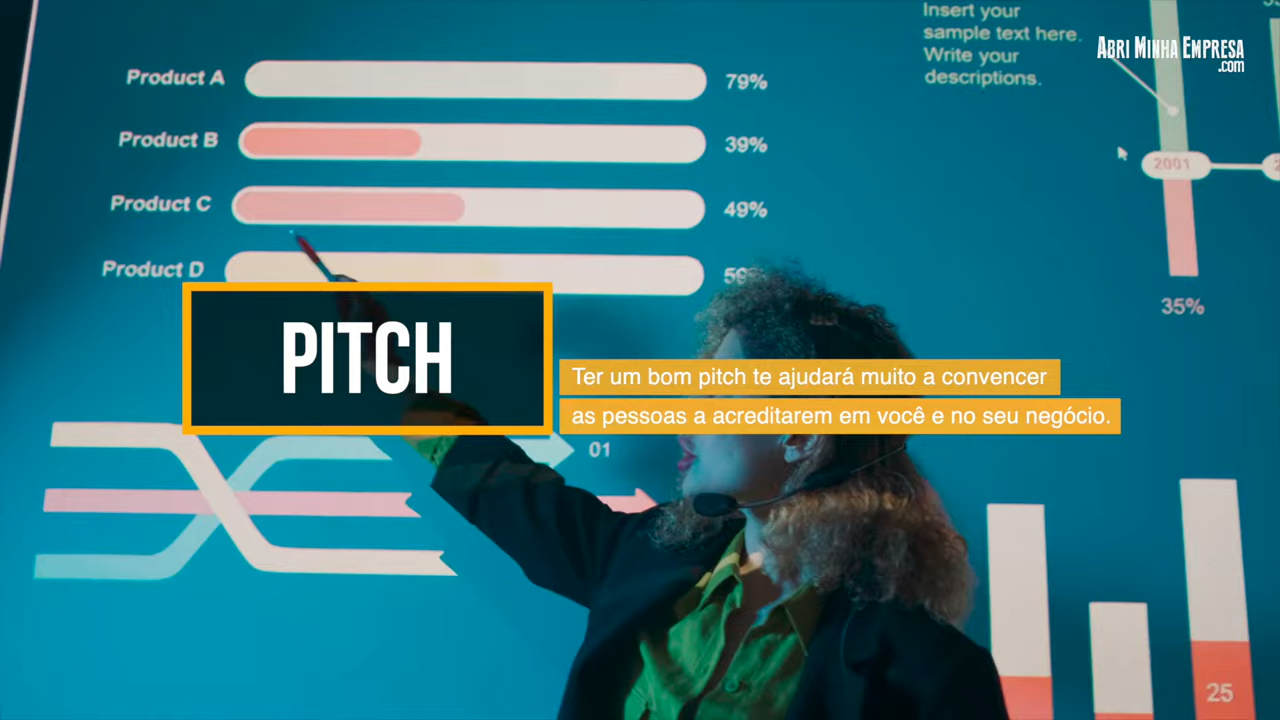 Insert your
sample text here.
Write your
descriptions.
ABRI MINHA EMPRESA
.com
Product A
79%
Product B
39%
2001
Product C
49%
Product D
35%
PITCH
Ter um bom pitch te ajudará muito a convencer
as pessoas a acreditarem em você e no seu negócio.
01
25